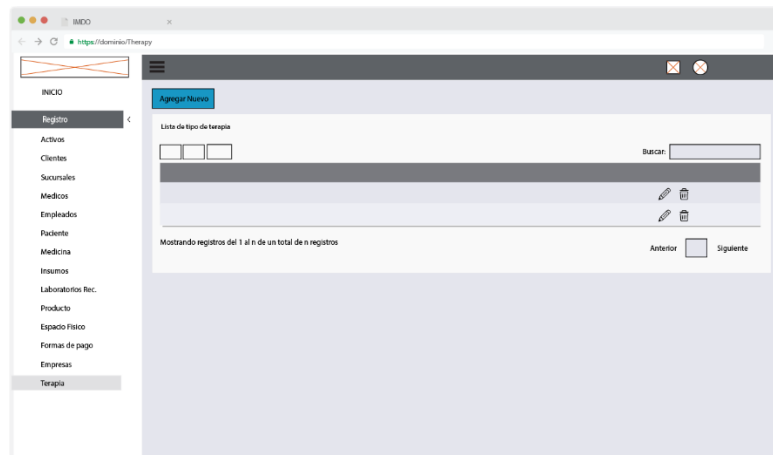 IMDO
https://dominio/Therapy
INICIO
Registro
Activos
Clientes
Sucursales
Medicos
Empleados
Paciente
Medicina
Insumos
Laboratorios Rec.
Producto
Espacio Fisico
Formas de pago
Empresas
Terapia
Agregar Nuevo
Lista de tipo de terapia
Buscar:
Mostrando registros del 1 al n de un total de n registros
Anterior Siguiente